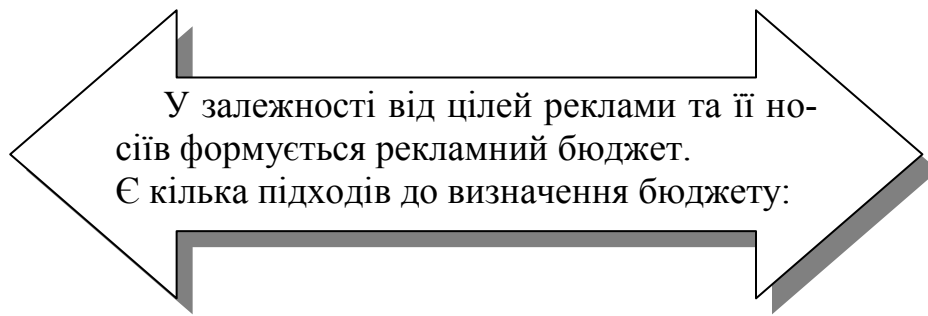 У залежності від цілей реклами та її но-
сіїв формується рекламний бюджет.
Є кілька підходів до визначення бюджету: